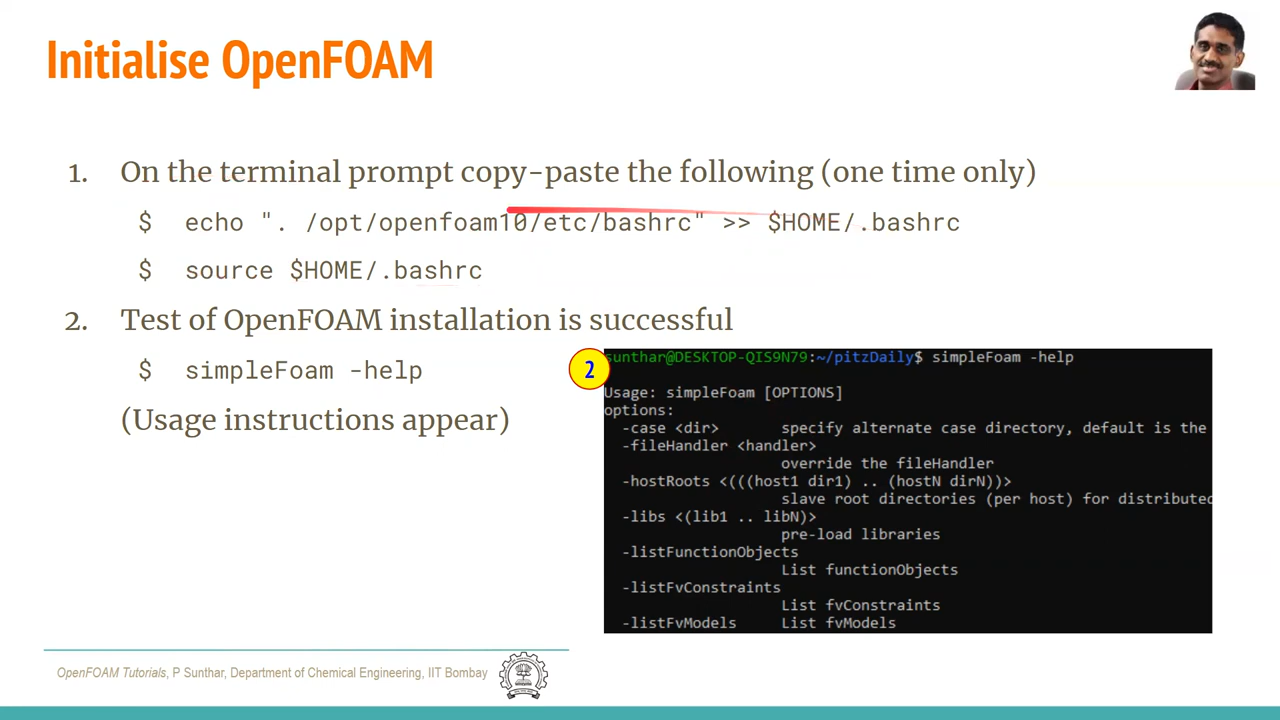 Initialise OpenFOAM
1. On the terminal prompt copy-paste the following (one time only)
$ echo ". /opt/openfoam10/etc/bashrc" >> $HOME/.bashrc
$ source $HOME/.bashrc
2. Test of OpenFOAM installation is successful
$ simpleFoam -help
(Usage instructions appear)
2
sunthar@DESKTOP-QIS9N79:~/pitzDaily$ simpleFoam -help
Usage: simpleFoam [OPTIONS]
options:
-case <dir> specify alternate case directory, default is the
-fileHandler <handler>
override the fileHandler
-hostRoots <(((host1 dir1) .. (hostN dirN))>
slave root directories (per host) for distributed
-libs <(lib1 .. libN)>
pre-load libraries
-listFunctionObjects
List functionObjects
-listFvConstraints
List fvConstraints
-listFvModels List fvModels
OpenFOAM Tutorials, P Sunthar, Department of Chemical Engineering, IIT Bombay